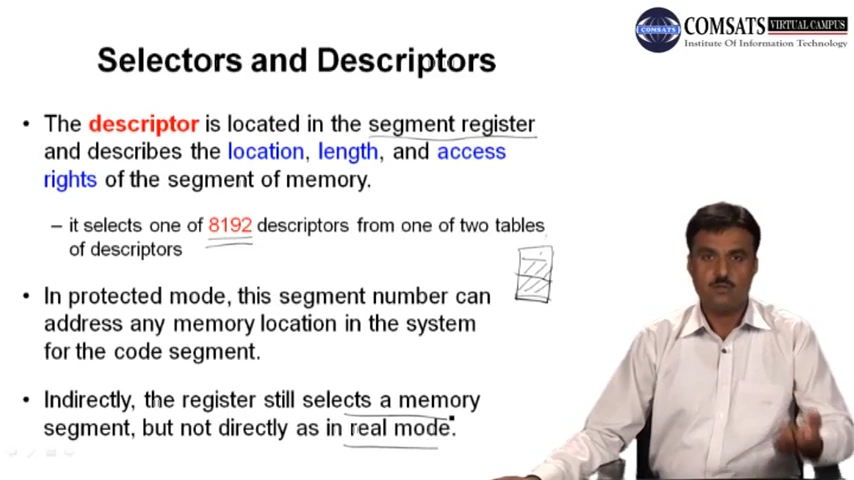 COMSATS VIRTUAL CAMPUS
COMSATS
Institute Of Information Technology
Selectors and Descriptors
• The descriptor is located in the segment register
and describes the location, length, and access
rights of the segment of memory.
– it selects one of 8192 descriptors from one of two tables
of descriptors
• In protected mode, this segment number can
address any memory location in the system
for the code segment.
• Indirectly, the register still selects a memory
segment, but not directly as in real mode.